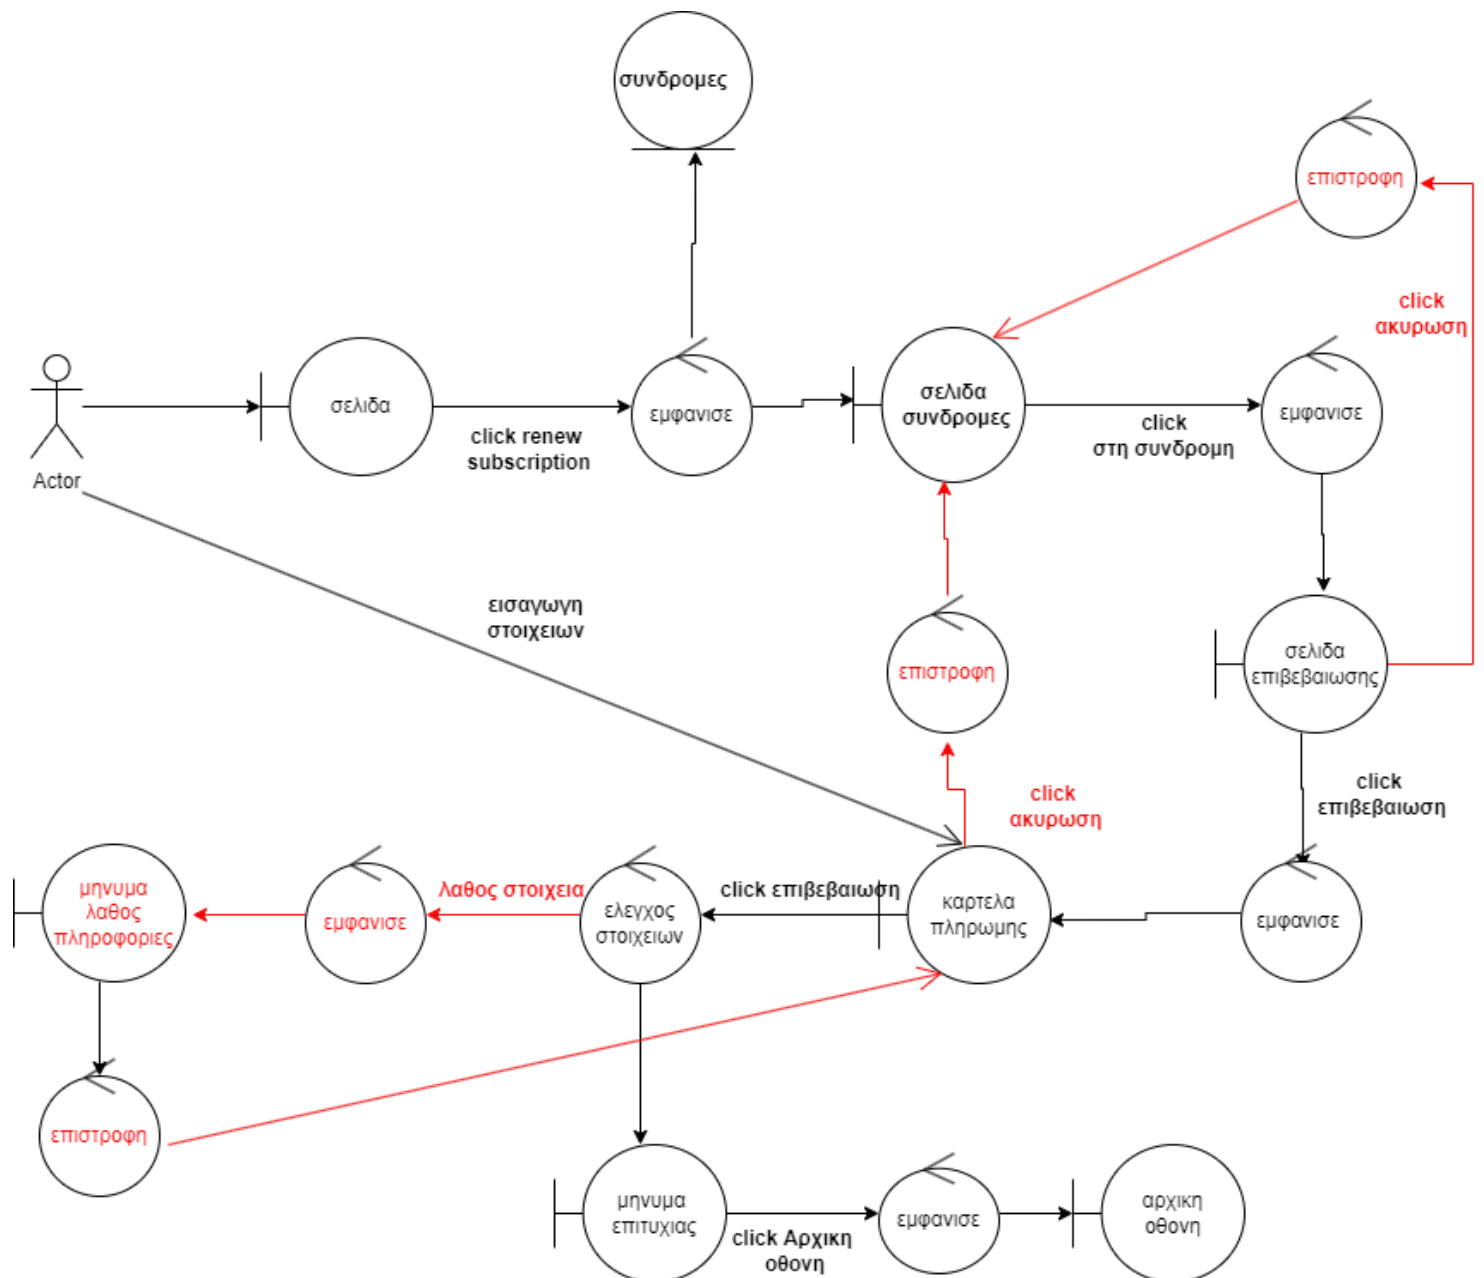 συνδρομες
επιστροφη
click
ακυρωση
σελιδα
click renew
subscription
εμφανισε
σελιδα
συνδρομες
click
στη συνδρομη
εμφανισε
Actor
εισαγωγη
στοιχειων
επιστροφη
σελιδα
επιβεβαιωσης
click
ακυρωση
click
επιβεβαιωση
μηνυμα
λαθος
πληροφοριες
εμφανισε
λαθος στοιχεια
ελεγχος
στοιχειων
click επιβεβαιωση
καρτελα
πληρωμης
εμφανισε
επιστροφη
μηνυμα
επιτυχιας
click Αρχικη
οθονη
εμφανισε
αρχικη
οθονη